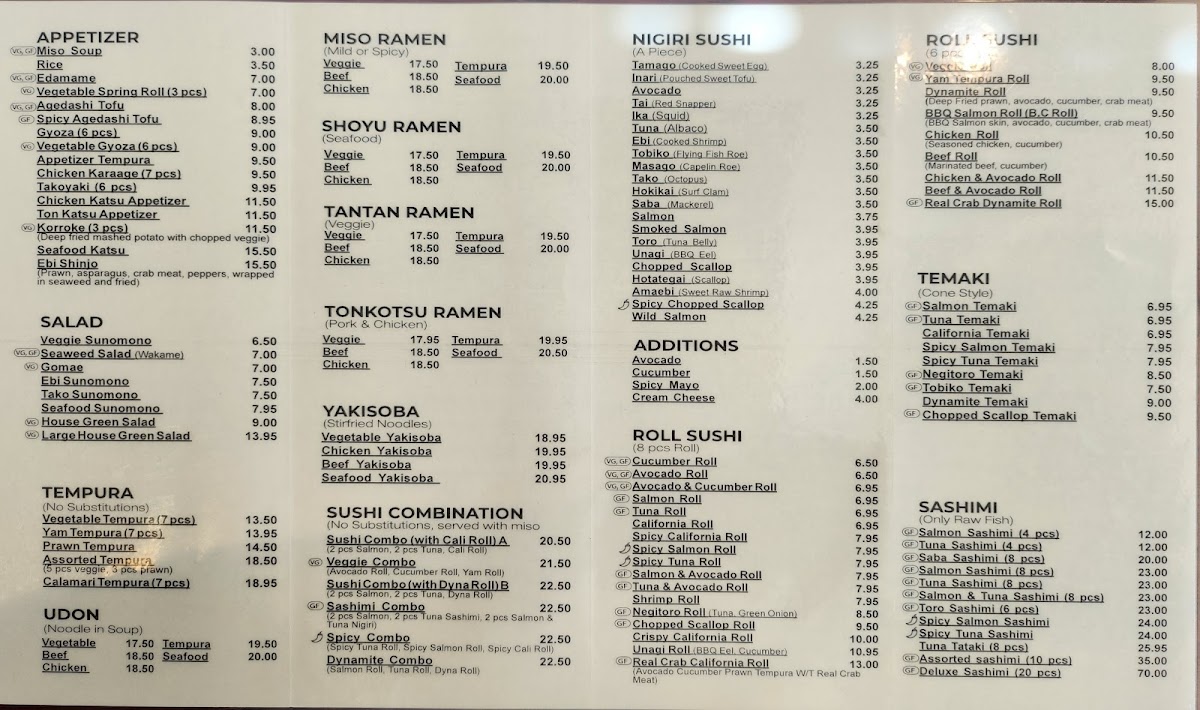 APPETIZER
VG, GF Miso Soup 3.00
Rice 3.50
VG, GF Edamame 7.00
VG Vegetable Spring Roll (3 pcs) 7.00
VG, GF Agedashi Tofu 8.00
GF Spicy Agedashi Tofu 8.95
Gyoza (6 pcs) 9.00
VG Vegetable Gyoza (6 pcs) 9.00
Appetizer Tempura 9.50
Chicken Karaage (7 pcs) 9.50
Takoyaki (6 pcs) 9.95
Chicken Katsu Appetizer 11.50
Ton Katsu Appetizer 11.50
VG Korroke (3 pcs) 11.50
(Deep fried mashed potato with chopped veggie)
Seafood Katsu 15.50
Ebi Shinjo 15.50
(Prawn, asparagus, crab meat, peppers, wrapped
in seaweed and fried)
SALAD
Veggie Sunomono 6.50
VG, GF Seaweed Salad (Wakame) 7.00
VG Gomae 7.00
Ebi Sunomono 7.50
Tako Sunomono 7.50
Seafood Sunomono 7.95
VG House Green Salad 9.00
VG Large House Green Salad 13.95
TEMPURA
(No Substitutions)
Vegetable Tempura (7 pcs) 13.50
Yam Tempura (7 pcs) 13.95
Prawn Tempura 14.50
Assorted Tempura 18.50
(5 pcs veggie, 3 pcs prawn)
Calamari Tempura (7 pcs) 18.95
UDON
(Noodle in Soup)
Vegetable 17.50 Tempura 19.50
Beef 18.50 Seafood 20.00
Chicken 18.50
MISO RAMEN
(Mild or Spicy)
Veggie 17.50 Tempura 19.50
Beef 18.50 Seafood 20.00
Chicken 18.50
SHOYU RAMEN
(Seafood)
Veggie 17.50 Tempura 19.50
Beef 18.50 Seafood 20.00
Chicken 18.50
TANTAN RAMEN
(Veggie)
Veggie 17.50 Tempura 19.50
Beef 18.50 Seafood 20.00
Chicken 18.50
TONKOTSU RAMEN
(Pork & Chicken)
Veggie 17.95 Tempura 19.95
Beef 18.50 Seafood 20.50
Chicken 18.50
YAKISOBA
(Stirfried Noodles)
Vegetable Yakisoba 18.95
Chicken Yakisoba 19.95
Beef Yakisoba 19.95
Seafood Yakisoba 20.95
SUSHI COMBINATION
(No Substitutions, served with miso
Sushi Combo (with Cali Roll) A 20.50
(2 pcs Salmon, 2 pcs Tuna, Cali Roll)
VG Veggie Combo 21.50
(Avocado Roll, Cucumber Roll, Yam Roll)
Sushi Combo (with Dyna Roll) B 22.50
(2 pcs Salmon, 2 pcs Tuna, Dyna Roll)
GF Sashimi Combo 22.50
(2 pcs Salmon, 2 pcs Tuna Sashimi, 2 pcs Salmon &
Tuna Nigiri)
Spicy Combo 22.50
(Spicy Tuna Roll, Spicy Salmon Roll, Spicy Cali Roll)
Dynamite Combo 22.50
(Salmon Roll, Tuna Roll, Dyna Roll)
NIGIRI SUSHI
(A Piece)
Tamago (Cooked Sweet Egg) 3.25
Inari (Pouched Sweet Tofu) 3.25
Avocado 3.25
Tai (Red Snapper) 3.25
Ika (Squid) 3.25
Tuna (Albaco) 3.50
Ebi (Cooked Shrimp) 3.50
Tobiko (Flying Fish Roe) 3.50
Masago (Capelin Roe) 3.50
Tako (Octopus) 3.50
Hokikai (Surf Clam) 3.50
Saba (Mackerel) 3.50
Salmon 3.75
Smoked Salmon 3.95
Toro (Tuna Belly) 3.95
Unagi (BBQ Eel) 3.95
Chopped Scallop 3.95
Hotategai (Scallop) 3.95
Amaebi (Sweet Raw Shrimp) 4.00
Spicy Chopped Scallop 4.25
Wild Salmon 4.25
ADDITIONS
Avocado 1.50
Cucumber 1.50
Spicy Mayo 2.00
Cream Cheese 4.00
ROLL SUSHI
(8 pcs Roll)
VG, GF Cucumber Roll 6.50
VG, GF Avocado Roll 6.50
VG, GF Avocado & Cucumber Roll 6.95
GF Salmon Roll 6.95
GF Tuna Roll 6.95
California Roll 6.95
Spicy California Roll 7.95
Spicy Salmon Roll 7.95
Spicy Tuna Roll 7.95
GF Salmon & Avocado Roll 7.95
GF Tuna & Avocado Roll 7.95
Shrimp Roll 7.95
GF Negitoro Roll (Tuna, Green Onion) 8.50
GF Chopped Scallop Roll 9.50
Crispy California Roll 10.00
Unagi Roll (BBQ Eel, Cucumber) 10.95
GF Real Crab California Roll 13.00
(Avocado Cucumber Prawn Tempura W/T Real Crab
Meat)
ROLL SUSHI
(6
VG 8.00
VG Yam Tempura Roll 9.50
Dynamite Roll 9.50
(Deep Fried prawn, avocado, cucumber, crab meat)
BBQ Salmon Roll (B.C Roll) 9.50
(BBQ Salmon skin, avocado, cucumber, crab meat)
Chicken Roll 10.50
(Seasoned chicken, cucumber)
Beef Roll 10.50
(Marinated beef, cucumber)
Chicken & Avocado Roll 11.50
Beef & Avocado Roll 11.50
GF Real Crab Dynamite Roll 15.00
TEMAKI
(Cone Style)
GF Salmon Temaki 6.95
GF Tuna Temaki 6.95
California Temaki 6.95
Spicy Salmon Temaki 7.95
Spicy Tuna Temaki 7.95
GF Negitoro Temaki 8.50
GF Tobiko Temaki 7.50
Dynamite Temaki 9.00
GF Chopped Scallop Temaki 9.50
SASHIMI
(Only Raw Fish)
GF Salmon Sashimi (4 pcs) 12.00
GF Tuna Sashimi (4 pcs) 12.00
GF Saba Sashimi (8 pcs) 20.00
GF Salmon Sashimi (8 pcs) 23.00
GF Tuna Sashimi (8 pcs) 23.00
GF Salmon & Tuna Sashimi (8 pcs) 23.00
GF Toro Sashimi (6 pcs) 23.00
Spicy Salmon Sashimi 24.00
Spicy Tuna Sashimi 24.00
Tuna Tataki (8 pcs) 25.95
GF Assorted sashimi (10 pcs) 35.00
GF Deluxe Sashimi (20 pcs) 70.00